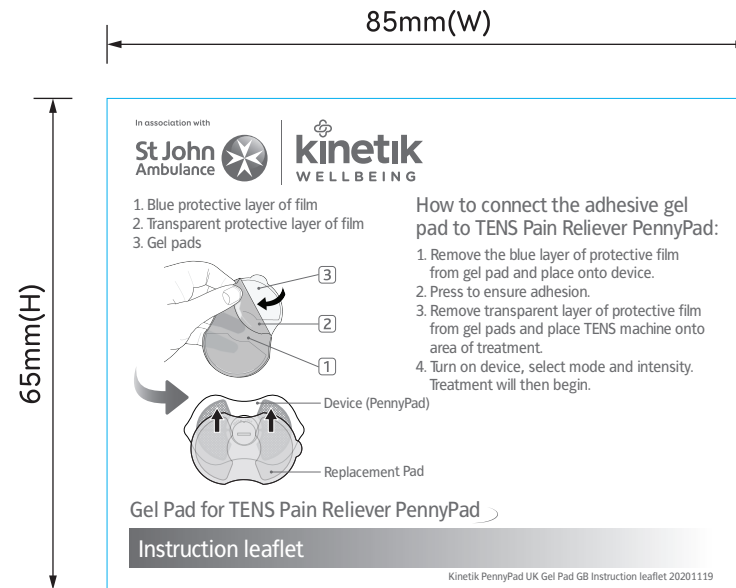 85mm(W)
65mm(H)
In association with
St John
Ambulance
kinetik
WELLBEING
1. Blue protective layer of film
2. Transparent protective layer of film
3. Gel pads
3
2
1
Device (PennyPad)
Replacement Pad
How to connect the adhesive gel
pad to TENS Pain Reliever PennyPad:
1. Remove the blue layer of protective film
from gel pad and place onto device.
2. Press to ensure adhesion.
3. Remove transparent layer of protective film
from gel pads and place TENS machine onto
area of treatment.
4. Turn on device, select mode and intensity.
Treatment will then begin.
Gel Pad for TENS Pain Reliever PennyPad
Instruction leaflet
Kinetik PennyPad UK Gel Pad GB Instruction leaflet 20201119